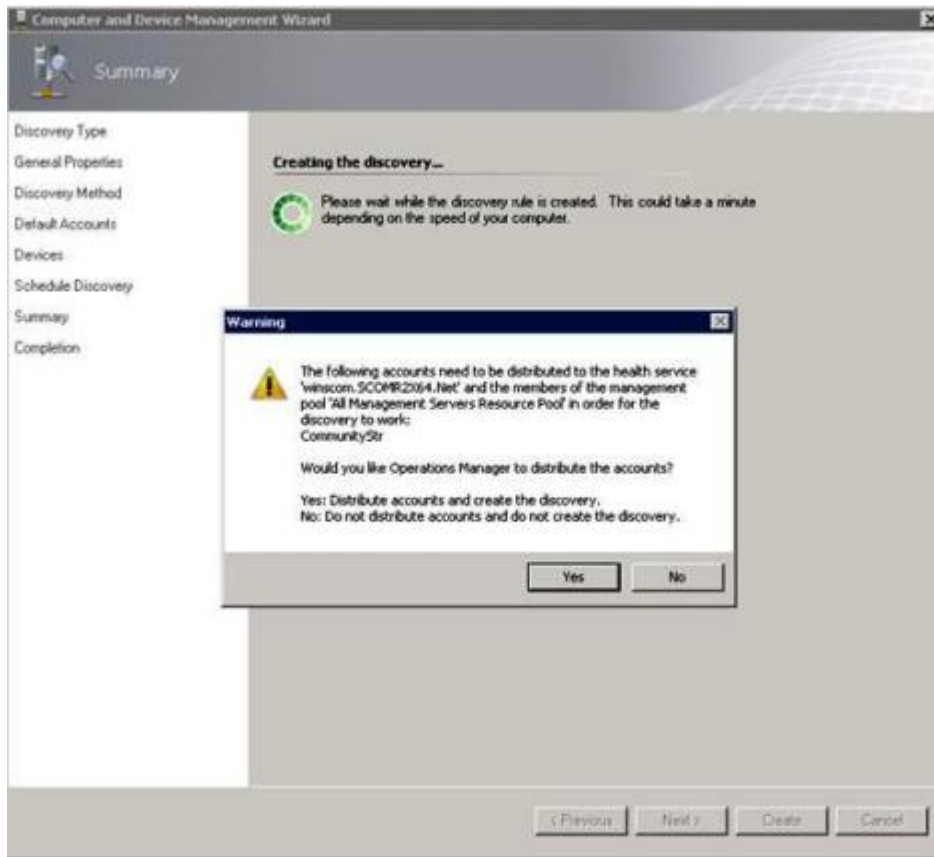 Computer and Device Management Wizard
Summary
Discovery Type
General Properties
Discovery Method
Default Accounts
Devices
Schedule Discovery
Summary
Completion
Creating the discovery...
Please wait while the discovery rule is created. This could take a minute
depending on the speed of your computer.
Warning
The following accounts need to be distributed to the health service
'winscom.SCOMR2X64.Net' and the members of the management
pool 'All Management Servers Resource Pool' in order for the
discovery to work:
CommunityStr
Would you like Operations Manager to distribute the accounts?
Yes: Distribute accounts and create the discovery.
No: Do not distribute accounts and do not create the discovery.
Yes
No
< Previous
Next >
Create
Cancel